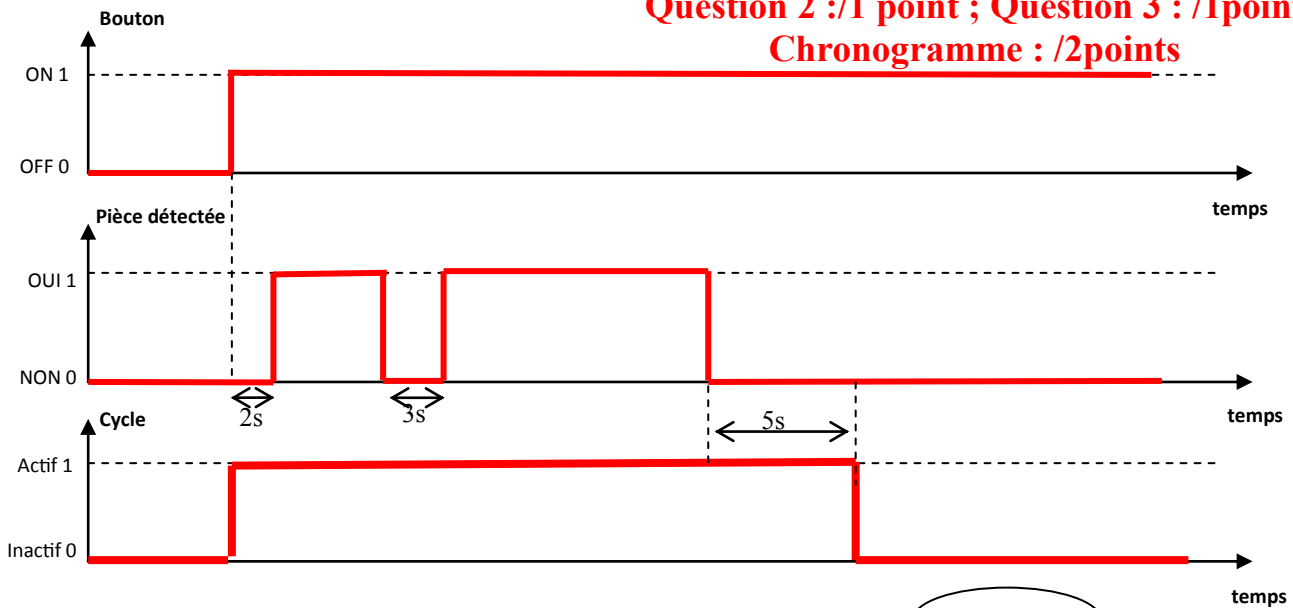 Question 2 :/1 point ; Question 3 : /1poin
Chronogramme : /2points
Bouton
ON 1
OFF 0
temps
Pièce détectée
OUI 1
NON 0
2s
3s
temps
Cycle
5s
Actif 1
Inactif 0
temps